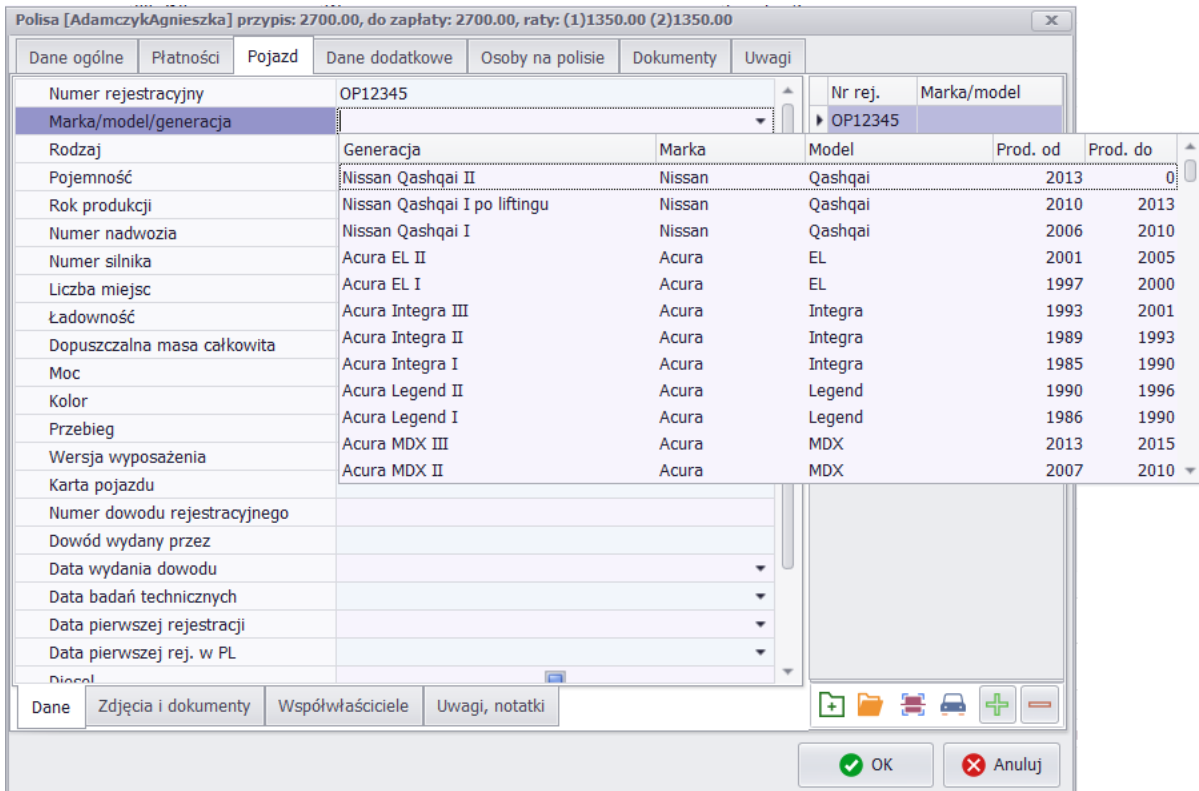 Polisa [AdamczykAgnieszka] przypis: 2700.00, do zapłaty: 2700.00, raty: (1)1350.00 (2)1350.00
Dane ogólne Płatności Pojazd Dane dodatkowe Osoby na polisie Dokumenty Uwagi
Numer rejestracyjny OP12345 Nr rej. Marka/model
Marka/model/generacja OP12345
Rodzaj Generacja Marka Model Prod. od Prod. do
Pojemność Nissan Qashqai II Nissan Qashqai 2013 0
Rok produkcji Nissan Qashqai I po liftingu Nissan Qashqai 2010 2013
Numer nadwozia Nissan Qashqai I Nissan Qashqai 2006 2010
Numer silnika Acura EL II Acura EL 2001 2005
Liczba miejsc Acura EL I Acura EL 1997 2000
Ładowność Acura Integra III Acura Integra 1993 2001
Dopuszczalna masa całkowita Acura Integra II Acura Integra 1989 1993
Moc Acura Integra I Acura Integra 1985 1990
Kolor Acura Legend II Acura Legend 1990 1996
Przebieg Acura Legend I Acura Legend 1986 1990
Wersja wyposażenia Acura MDX III Acura MDX 2013 2015
Karta pojazdu Acura MDX II Acura MDX 2007 2010
Numer dowodu rejestracyjnego
Dowód wydany przez
Data wydania dowodu
Data badań technicznych
Data pierwszej rejestracji
Data pierwszej rej. w PL
Diesel
Dane Zdjęcia i dokumenty Współwłaściciele Uwagi, notatki
OK Anuluj